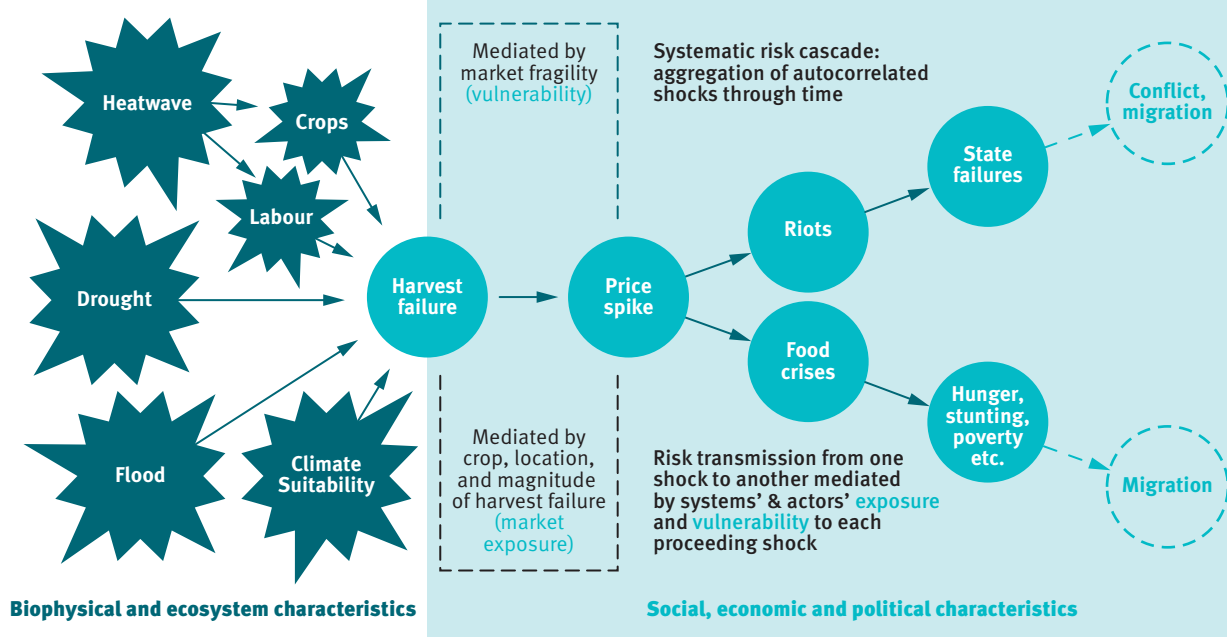 Heatwave
Crops
Labour
Drought
Flood
Climate
Suitability
Harvest
failure
Mediated by
market fragility
(vulnerability)
Mediated by
crop, location,
and magnitude
of harvest failure
(market
exposure)
Price
spike
Systematic risk cascade:
aggregation of autocorrelated
shocks through time
Riots
State
failures
Conflict,
migration
Food
crises
Hunger,
stunting,
poverty
etc.
Migration
Risk transmission from one
shock to another mediated
by systems’ & actors’ exposure
and vulnerability to each
proceeding shock
Biophysical and ecosystem characteristics
Social, economic and political characteristics